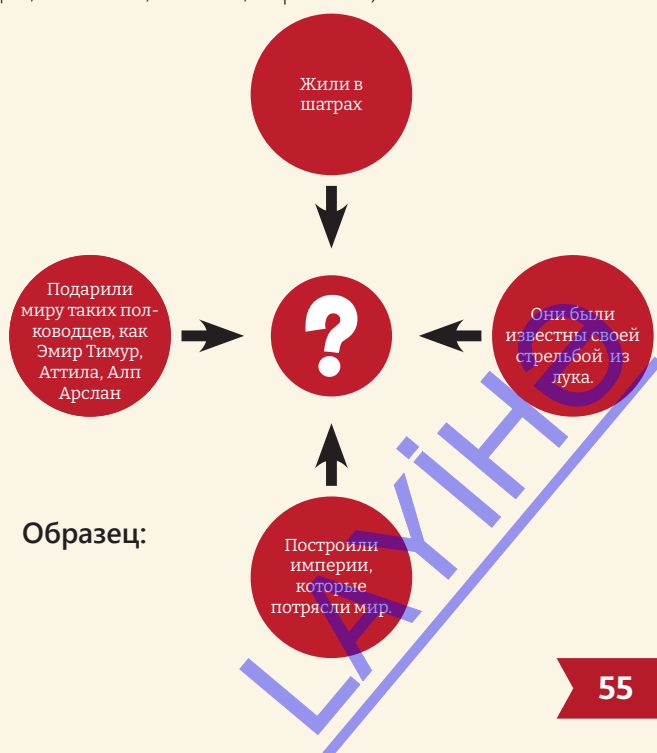 Жили в
шатрах
Подарили
миру таких пол-
ководцев, как
Эмир Тимур,
Аттила, Алп
Арслан
?
Они были
известны своей
стрельбой из
лука.
Образец:
Построили
империи,
которые
потрясли мир.
LAYİHƏ
55